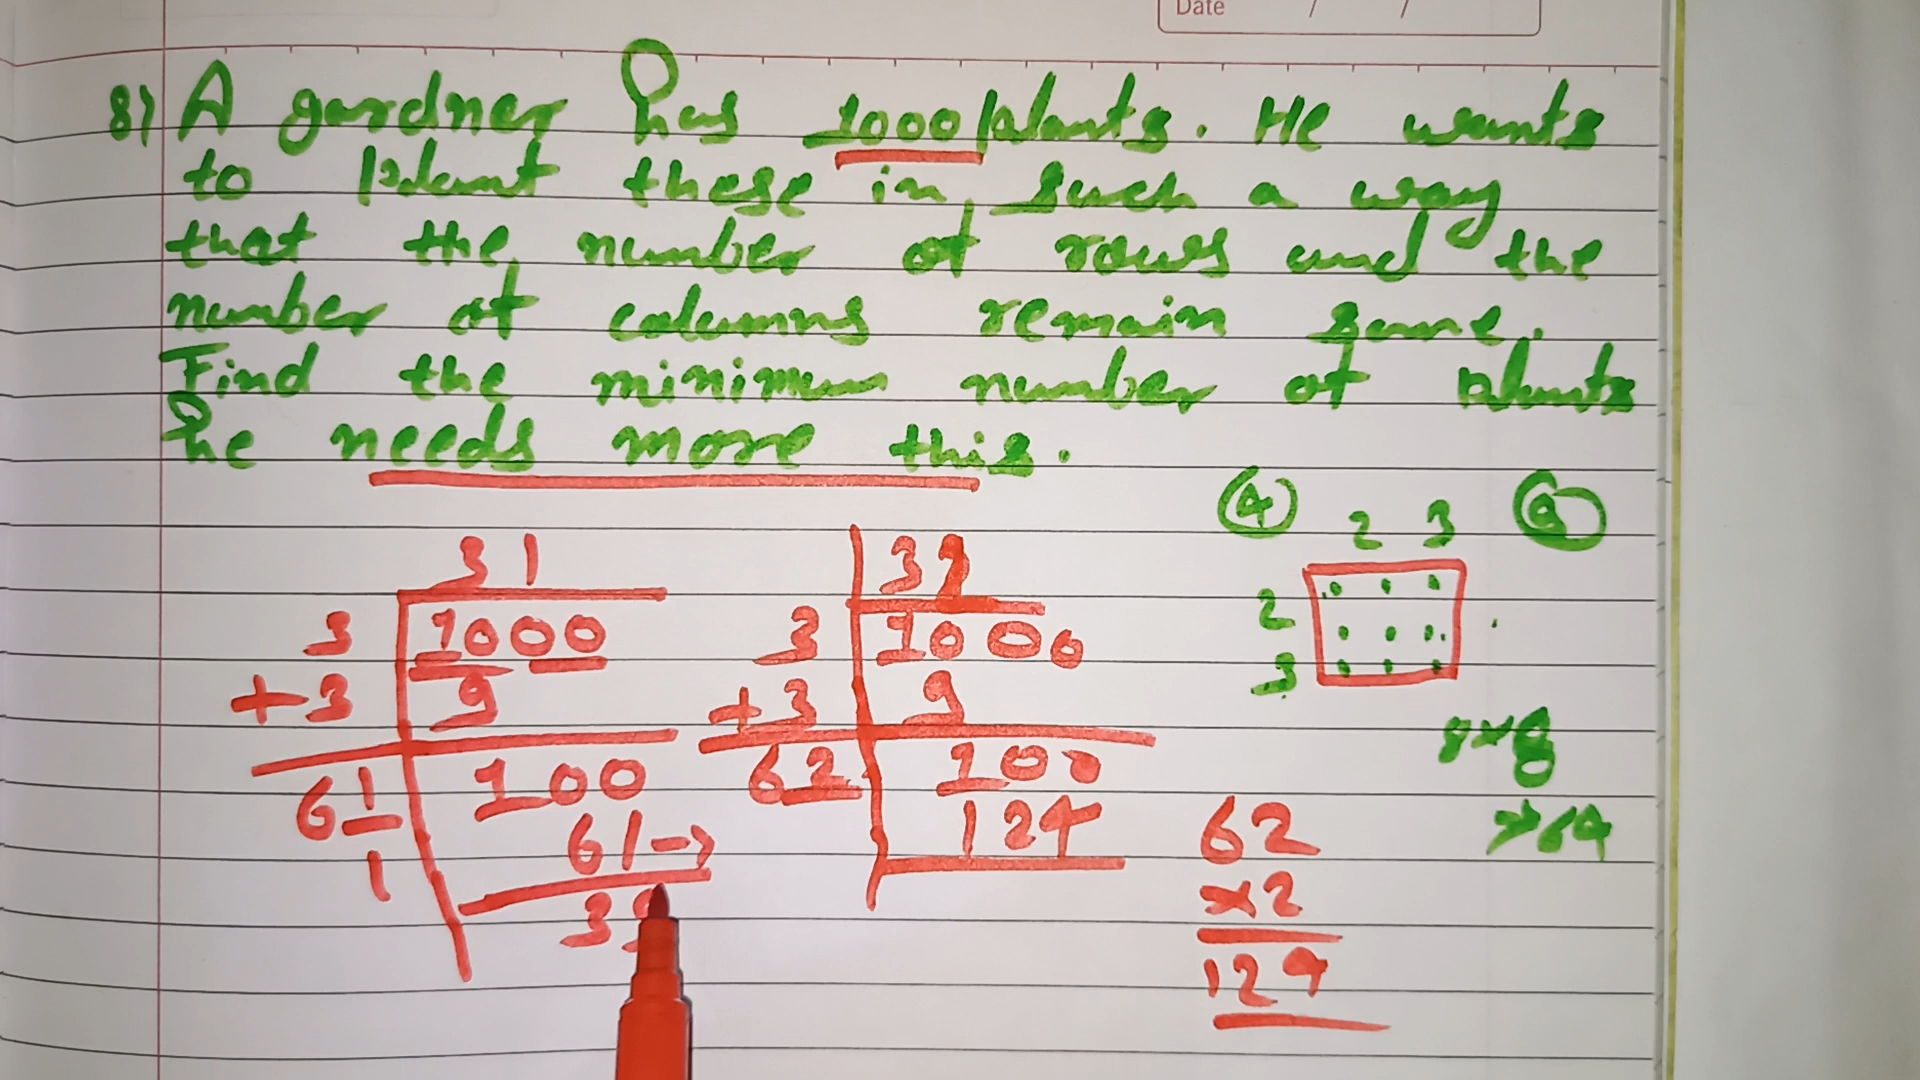 Date / /
8) A gardner has 1000 plants. He wants
to plant these in such a way
that the number of rows and the
number of columns remain same.
Find the minimum number of plants
he needs more this.
4 2 3 9
2
3
31
3 1000
+3 9
61 100
1 61 →
39
32
3 1000
+3 9
62 100
124
8×8
→64
62
×2
124